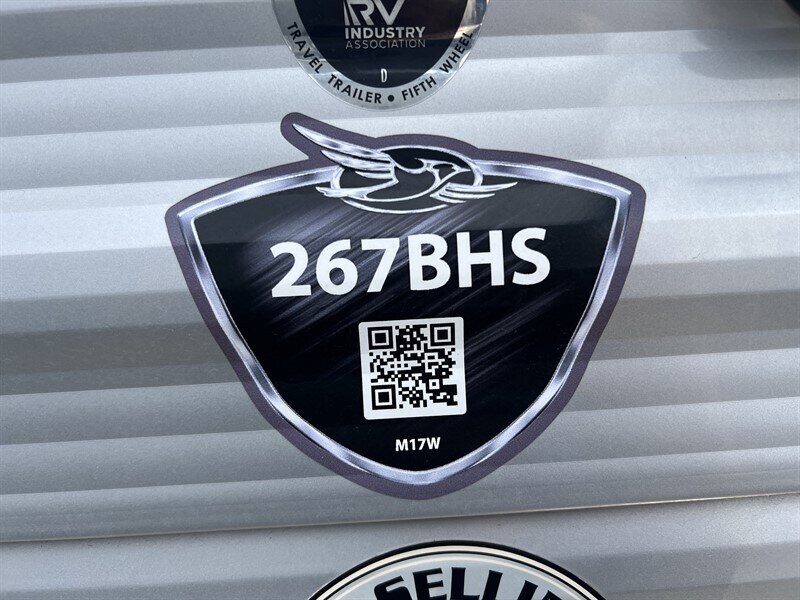 RV
INDUSTRY
ASSOCIATION
D
TRAVEL TRAILER • FIFTH WHEEL
267BHS
M17W
SELLI